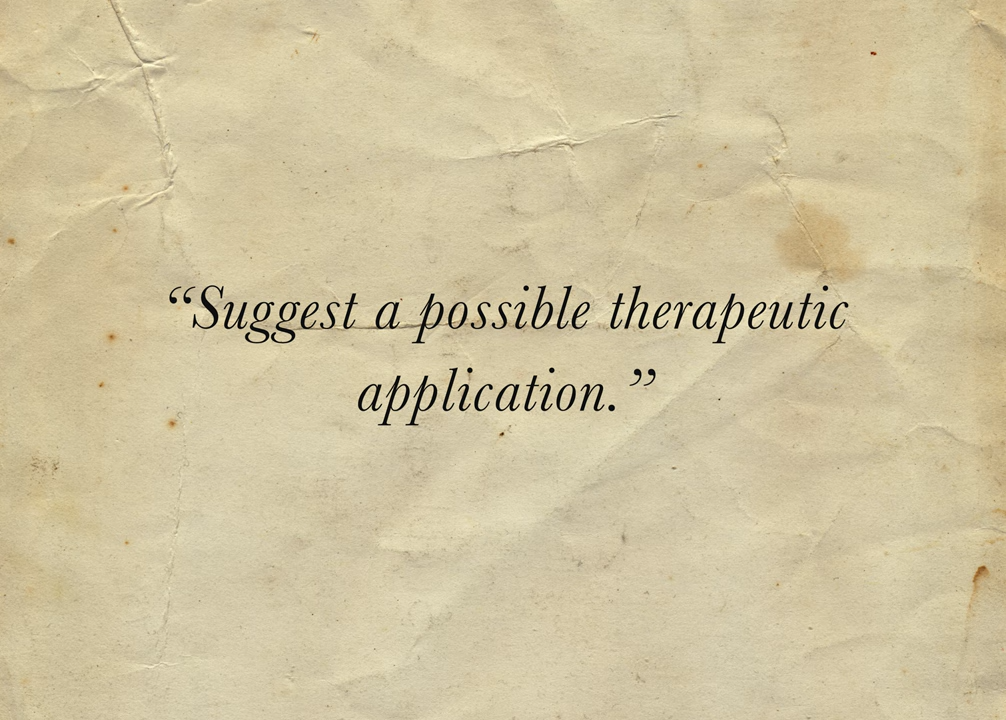 “Suggest a possible therapeutic
application.”